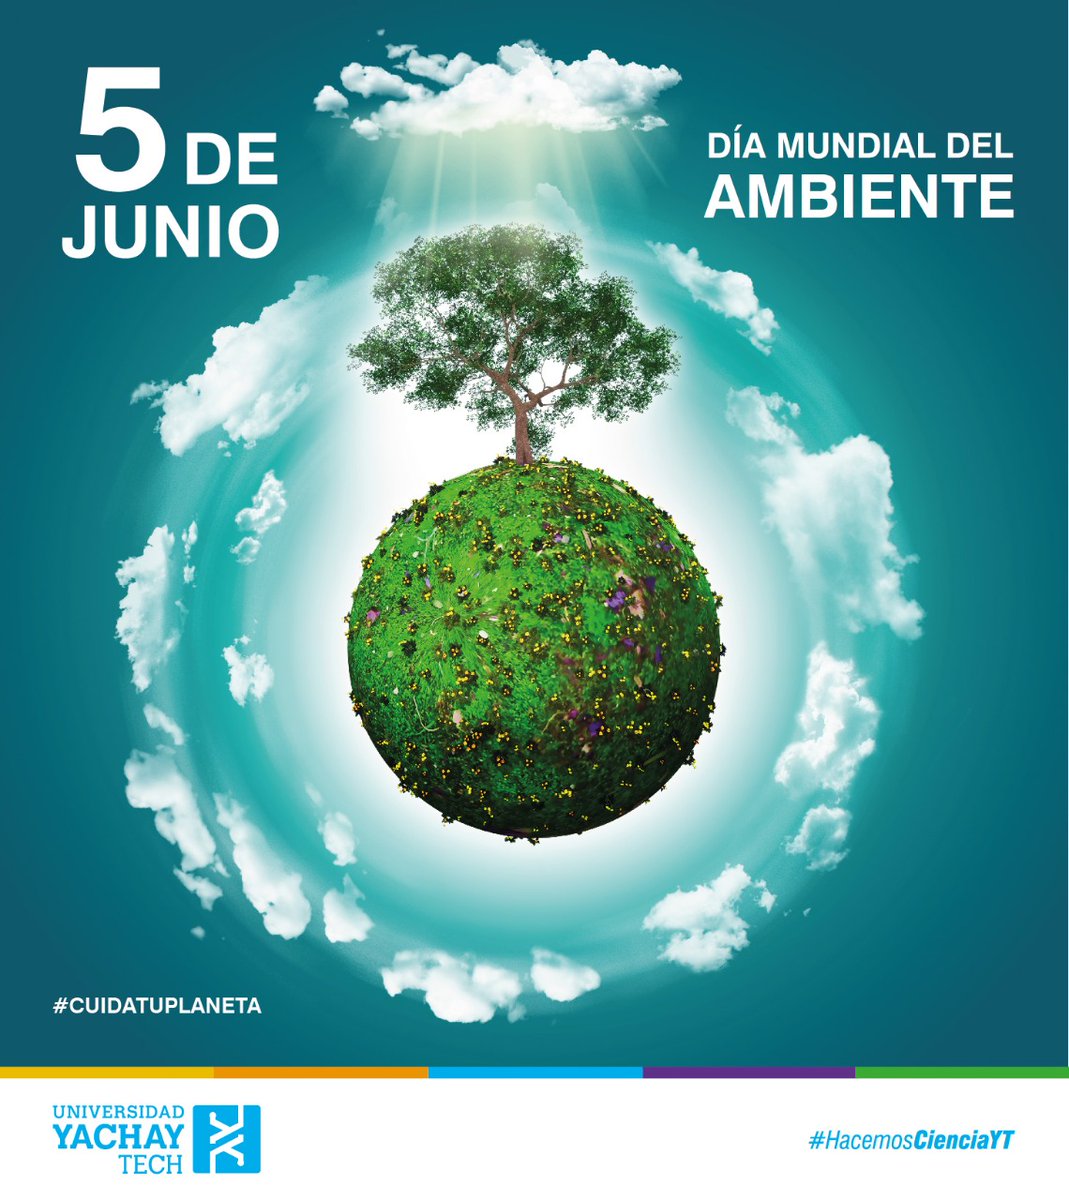 5 DE
JUNIO
DÍA MUNDIAL DEL
AMBIENTE
#CUIDATUPLANETA
UNIVERSIDAD
YACHAY
TECH
#HacemosCienciaYT